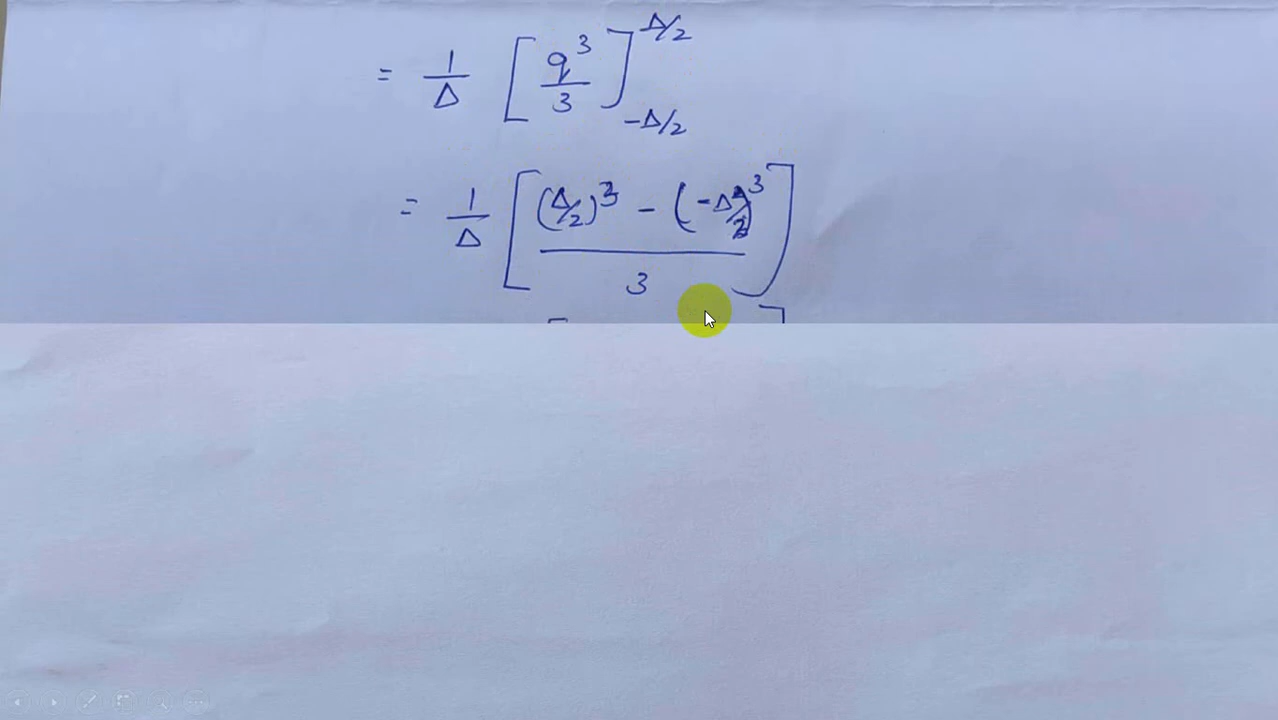 = 1/Δ [q³/3]_{-Δ/2}^{Δ/2}
= 1/Δ [((Δ/2)³ - (-Δ/2)³)/3]